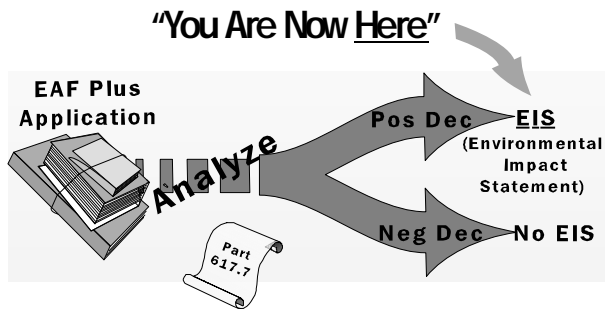 “You Are Now Here”
EAF Plus
Application
Analyze
Part
617.7
Pos Dec
EIS
(Environmental
Impact
Statement)
Neg Dec
No EIS